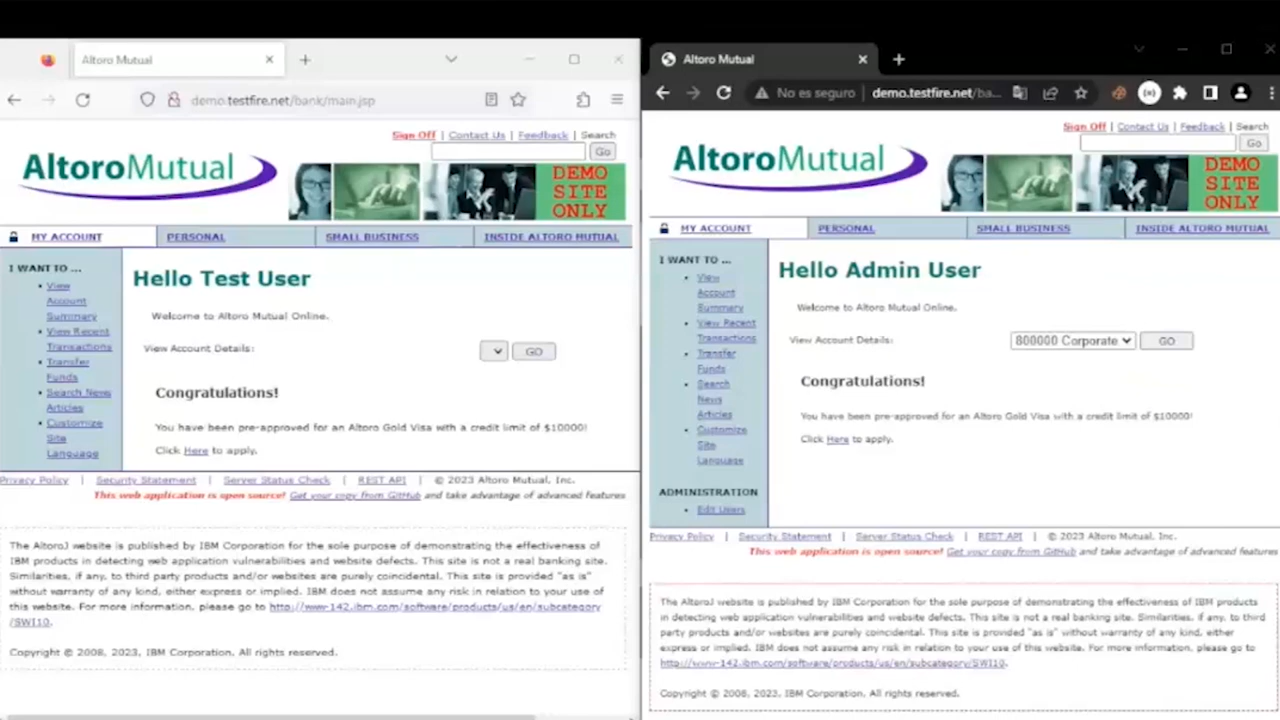 Altoro Mutual
demo.testfire.net/bank/main.jsp
Sign Off | Contact Us | Feedback | Search
Go
AltoroMutual
DEMO
SITE
ONLY
MY ACCOUNT
PERSONAL
SMALL BUSINESS
INSIDE ALTORO MUTUAL
I WANT TO ...
View
Account
Summary
View Recent
Transactions
Transfer
Funds
Search News
Articles
Customize
Site
Language
Hello Test User
Welcome to Altoro Mutual Online.
View Account Details:
GO
Congratulations!
You have been pre-approved for an Altoro Gold Visa with a credit limit of $10000!
Click Here to apply.
Privacy Policy | Security Statement | Server Status Check | REST API | © 2023 Altoro Mutual, Inc.
This web application is open source! Get your copy from GitHub and take advantage of advanced features
The AltoroJ website is published by IBM Corporation for the sole purpose of demonstrating the effectiveness of
IBM products in detecting web application vulnerabilities and website defects. This site is not a real banking site.
Similarities, if any, to third party products and/or websites are purely coincidental. This site is provided "as is"
without warranty of any kind, either express or implied. IBM does not assume any risk in relation to your use of
this website. For more information, please go to http://www-142.ibm.com/software/products/us/en/subcategory
/SWI10.
Copyright © 2008, 2023, IBM Corporation, All rights reserved.
Altoro Mutual
No es seguro | demo.testfire.net/ba...
Sign Off | Contact Us | Feedback | Search
Go
AltoroMutual
DEMO
SITE
ONLY
MY ACCOUNT
PERSONAL
SMALL BUSINESS
INSIDE ALTORO MUTUAL
I WANT TO ...
View
Account
Summary
View Recent
Transactions
Transfer
Funds
Search
News
Articles
Customize
Site
Language
ADMINISTRATION
Edit Users
Hello Admin User
Welcome to Altoro Mutual Online.
View Account Details:
800000 Corporate
GO
Congratulations!
You have been pre-approved for an Altoro Gold Visa with a credit limit of $10000!
Click Here to apply.
Privacy Policy | Security Statement | Server Status Check | REST API | © 2023 Altoro Mutual, Inc.
This web application is open source! Get your copy from GitHub and take advantage of advanced features
The AltoroJ website is published by IBM Corporation for the sole purpose of demonstrating the effectiveness of IBM products
in detecting web application vulnerabilities and website defects. This site is not a real banking site. Similarities, if any, to third
party products and/or websites are purely coincidental. This site is provided "as is" without warranty of any kind, either
express or implied. IBM does not assume any risk in relation to your use of this website. For more information, please go to
http://www-142.ibm.com/software/products/us/en/subcategory/SWI10.
Copyright © 2008, 2023, IBM Corporation, All rights reserved.